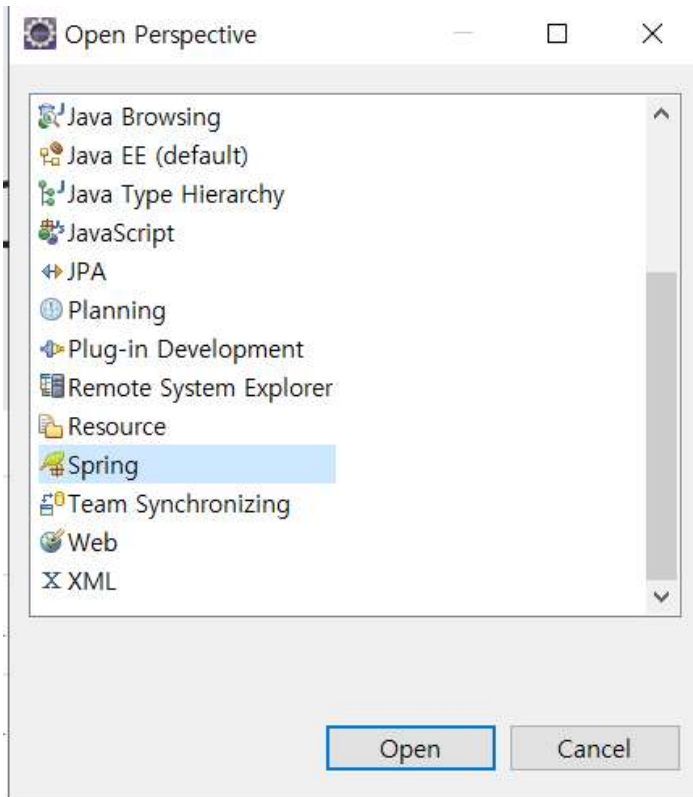 Open Perspective
Java Browsing
Java EE (default)
Java Type Hierarchy
JavaScript
JPA
Planning
Plug-in Development
Remote System Explorer
Resource
Spring
Team Synchronizing
Web
XML
Open
Cancel